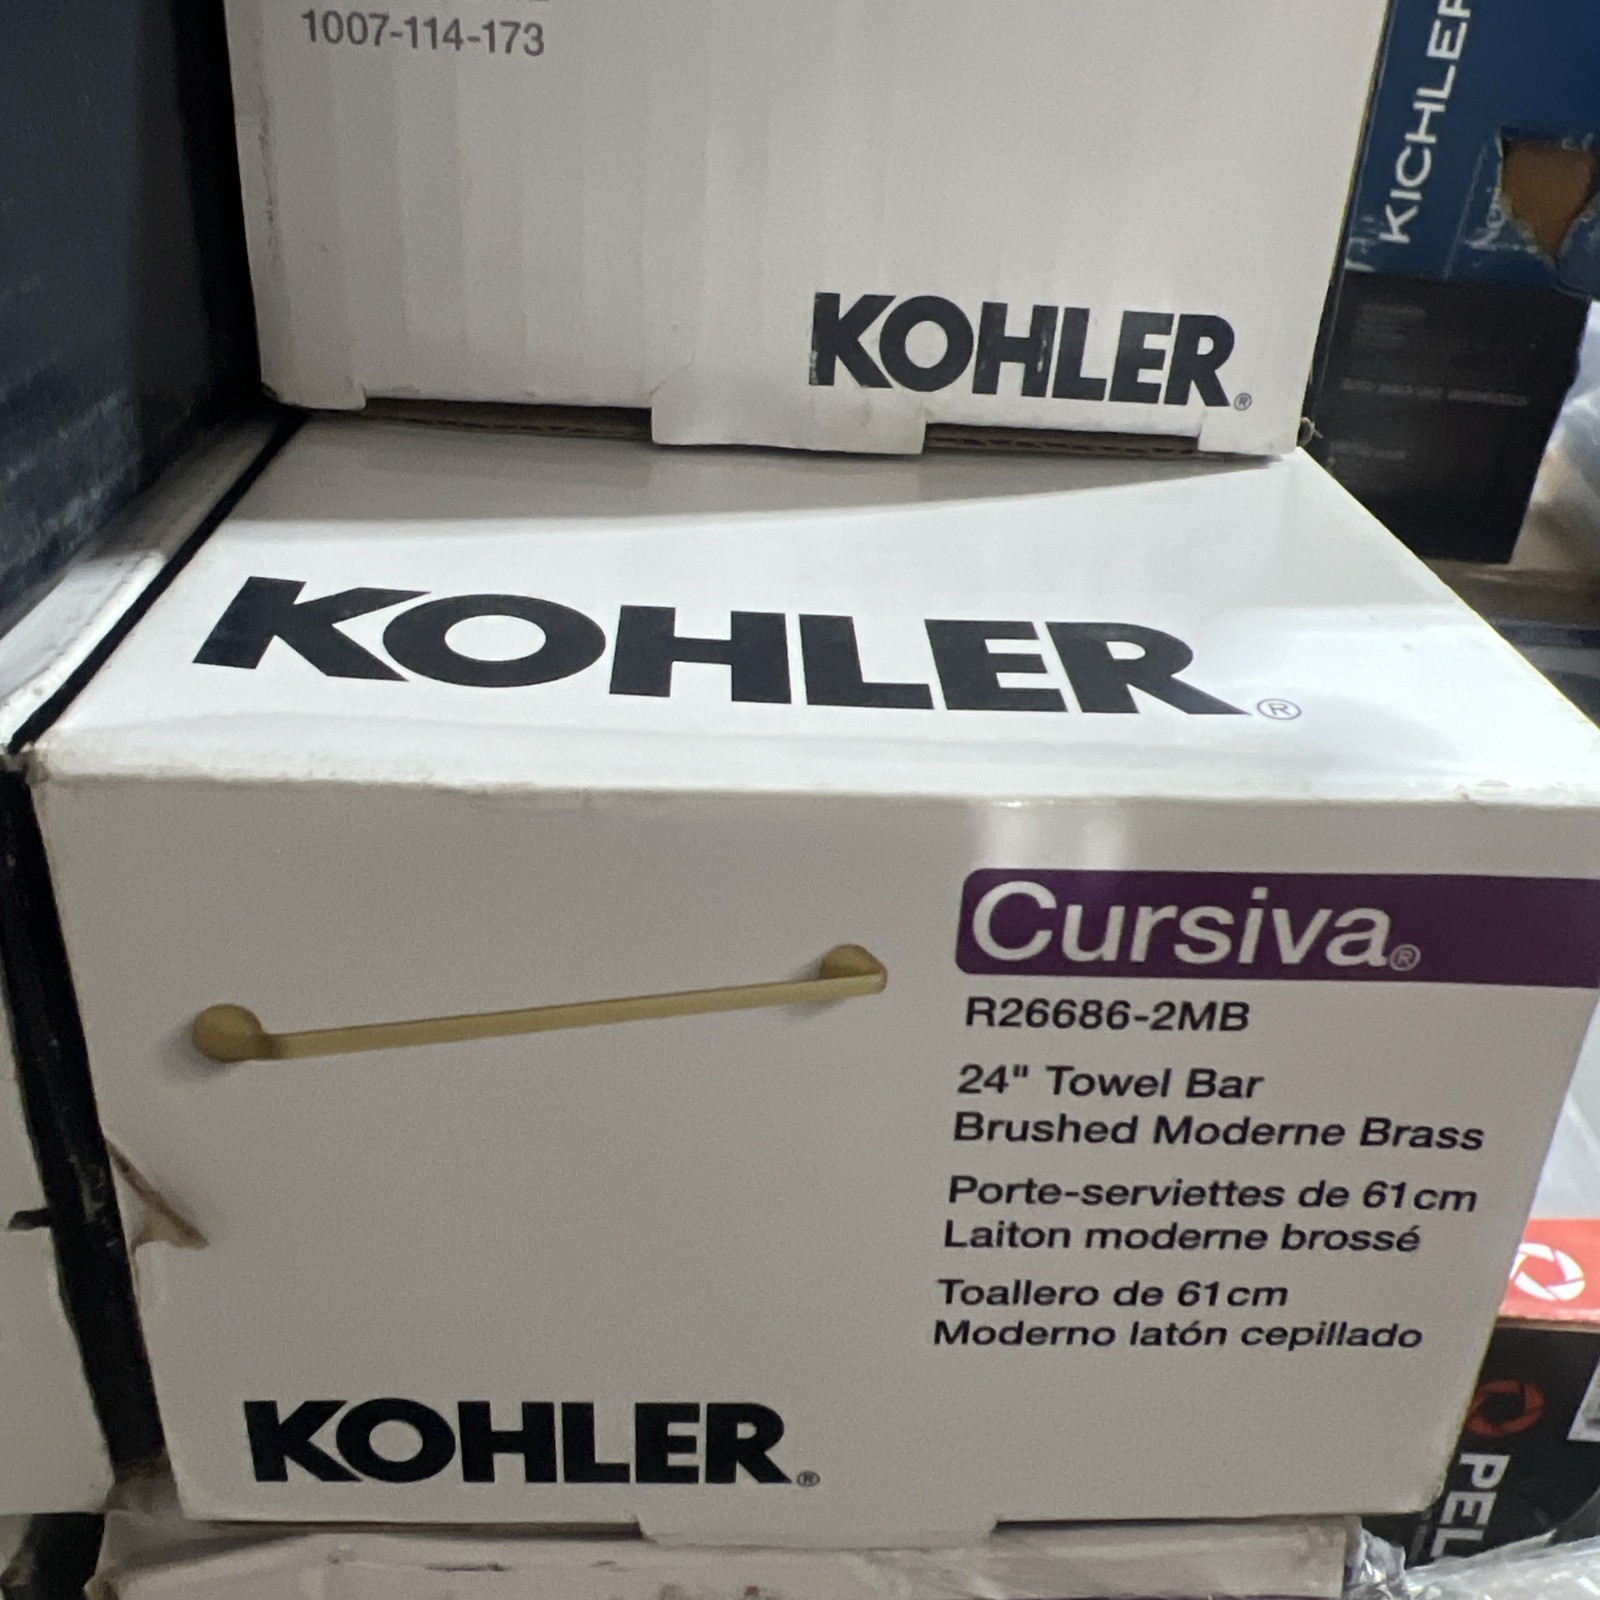 1007-114-173
KOHLER®
KICHLER
KOHLER®
Cursiva®
R26686-2MB
24" Towel Bar
Brushed Moderne Brass
Porte-serviettes de 61cm
Laiton moderne brossé
Toallero de 61cm
Moderno latón cepillado
KOHLER®
PEL